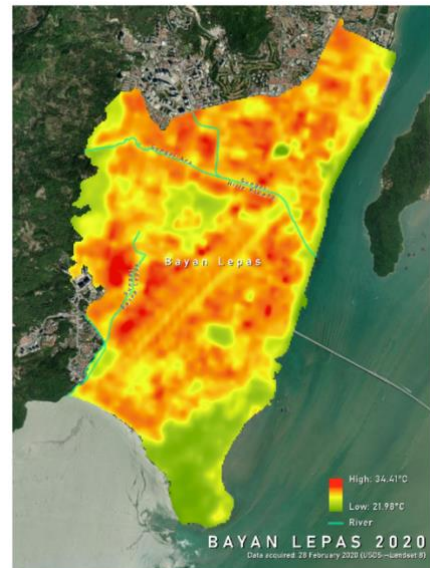 Bayan Lepas
High: 34.41°C
Low: 21.98°C
River
BAYAN LEPAS 2020
Data acquired: 28 February 2020 (USGS—Landset 8)